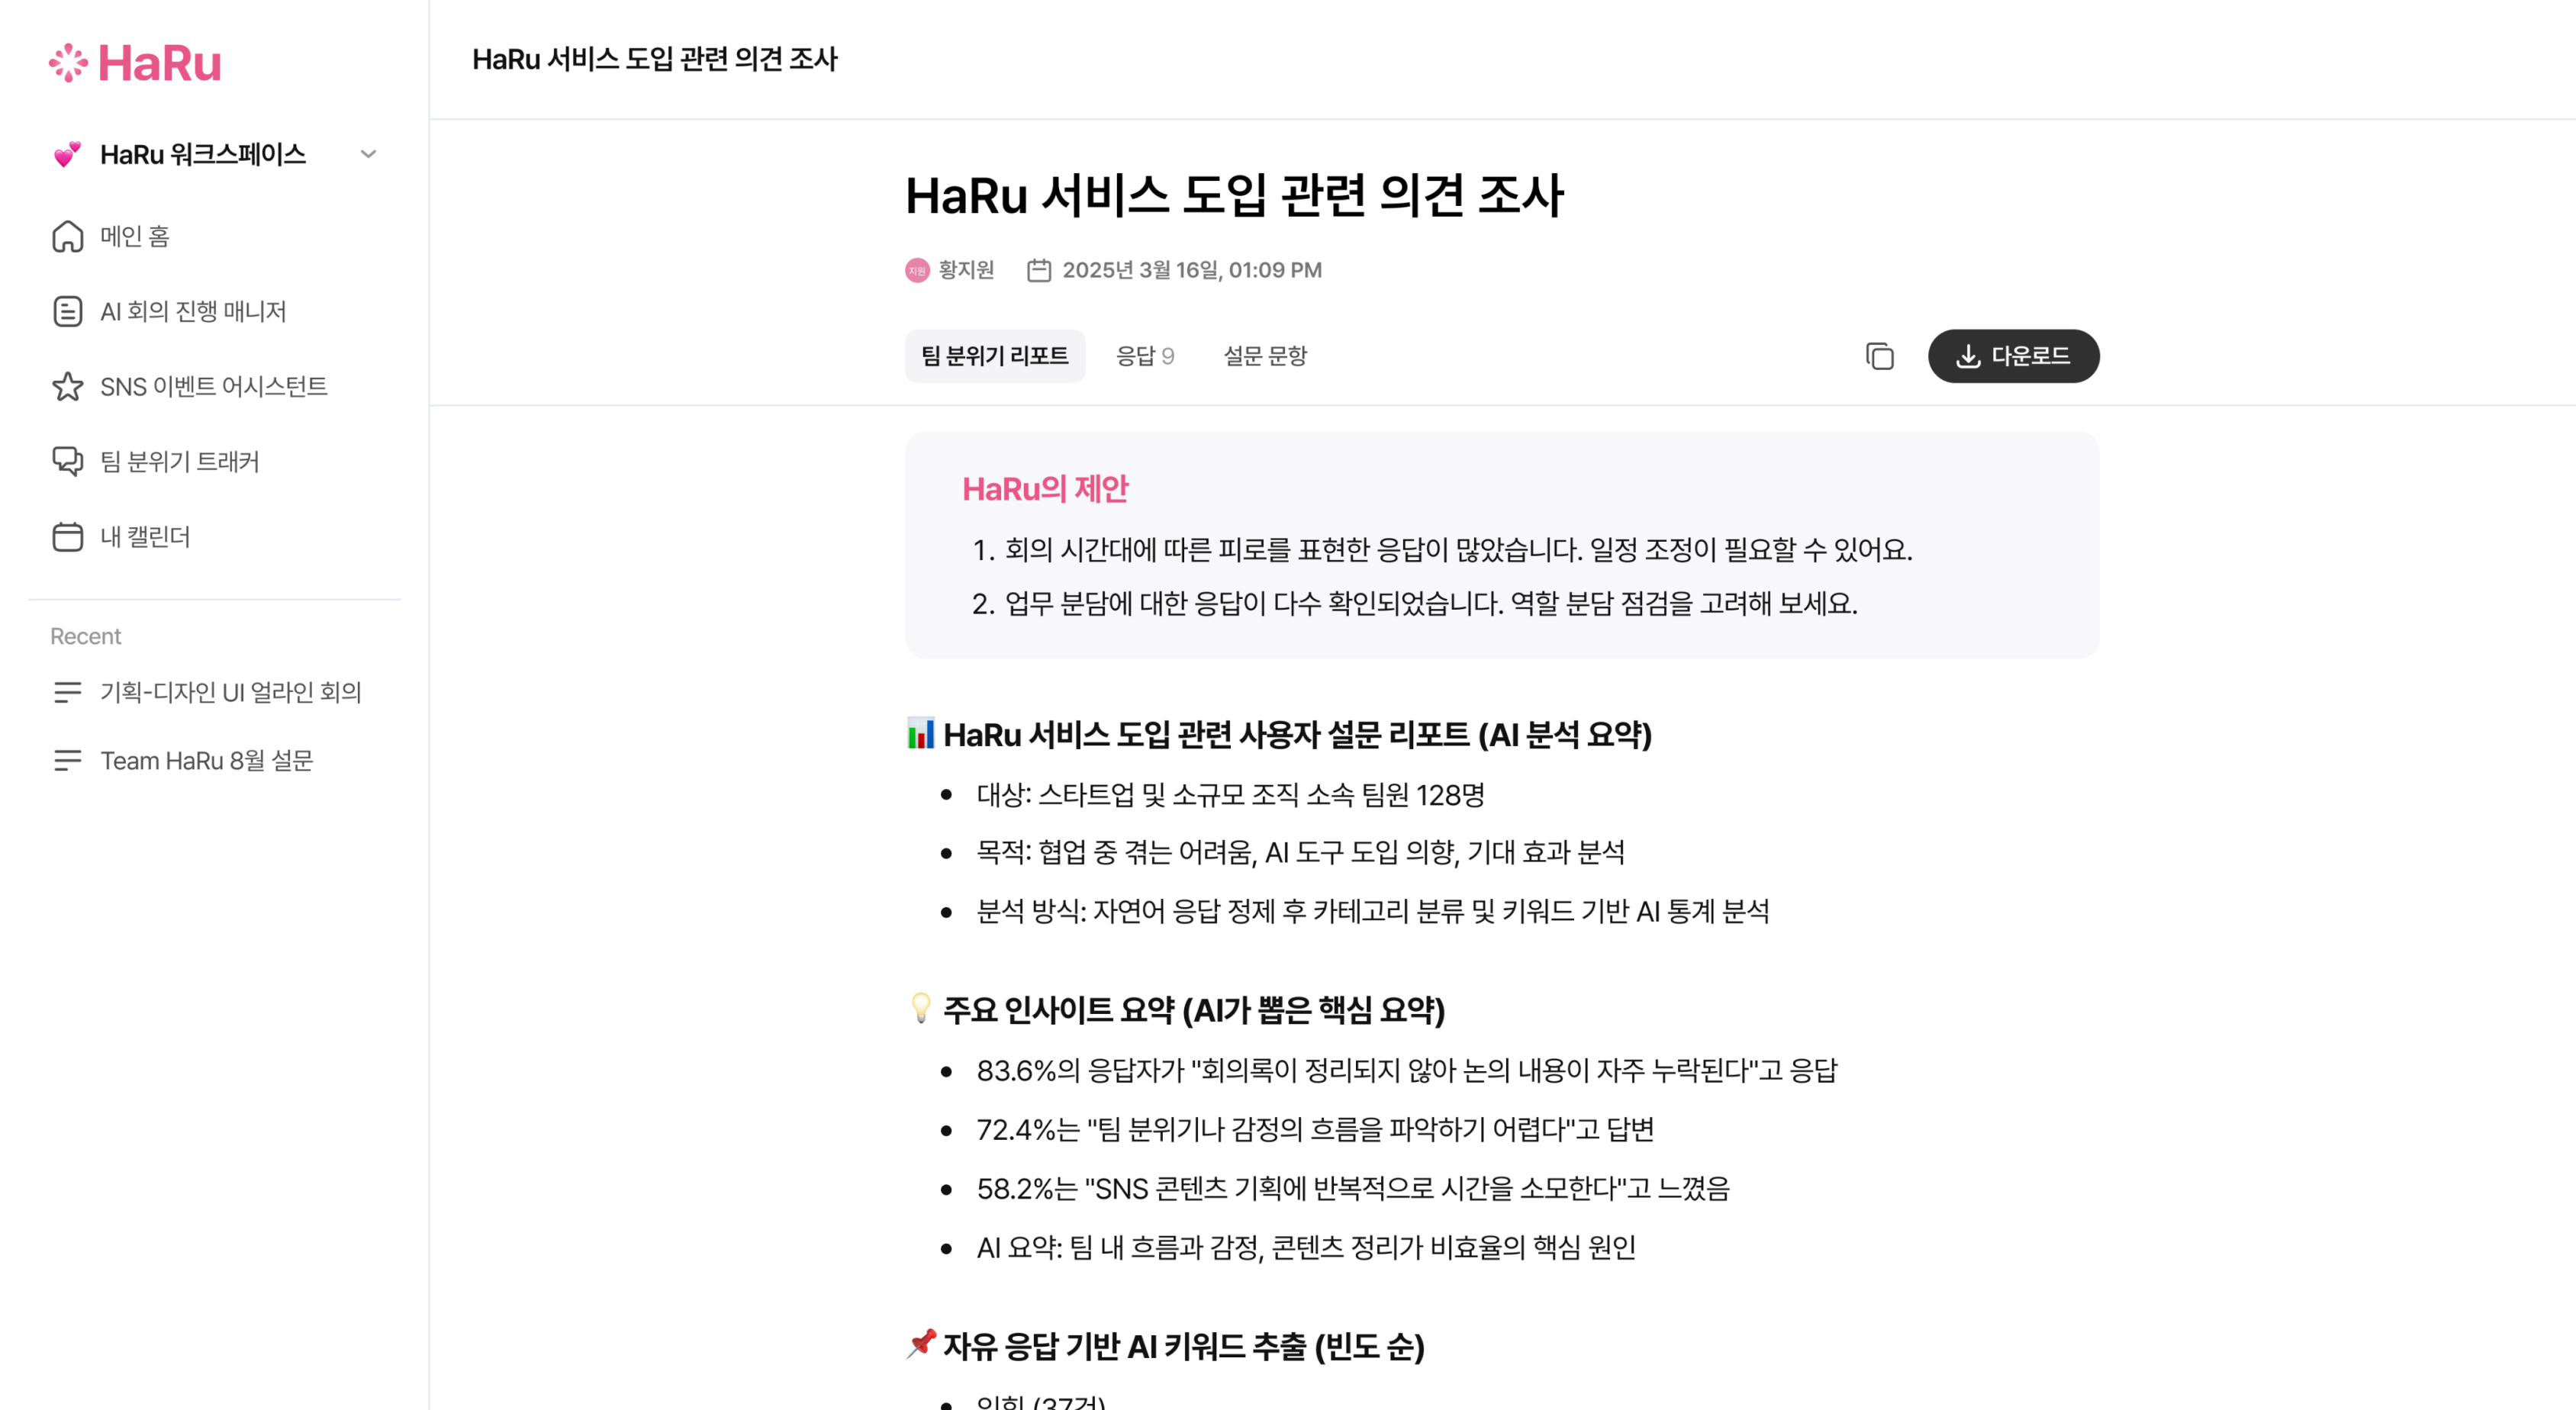 HaRu
HaRu 워크스페이스
메인 홈
AI 회의 진행 매니저
SNS 이벤트 어시스턴트
팀 분위기 트래커
내 캘린더
Recent
기획-디자인 UI 얼라인 회의
Team HaRu 8월 설문
HaRu 서비스 도입 관련 의견 조사
HaRu 서비스 도입 관련 의견 조사
지원 황지원 2025년 3월 16일, 01:09 PM
팀 분위기 리포트 응답 9 설문 문항 다운로드
HaRu의 제안
1. 회의 시간대에 따른 피로를 표현한 응답이 많았습니다. 일정 조정이 필요할 수 있어요.
2. 업무 분담에 대한 응답이 다수 확인되었습니다. 역할 분담 점검을 고려해 보세요.
📊 HaRu 서비스 도입 관련 사용자 설문 리포트 (AI 분석 요약)
• 대상: 스타트업 및 소규모 조직 소속 팀원 128명
• 목적: 협업 중 겪는 어려움, AI 도구 도입 의향, 기대 효과 분석
• 분석 방식: 자연어 응답 정제 후 카테고리 분류 및 키워드 기반 AI 통계 분석
💡 주요 인사이트 요약 (AI가 뽑은 핵심 요약)
• 83.6%의 응답자가 "회의록이 정리되지 않아 논의 내용이 자주 누락된다"고 응답
• 72.4%는 "팀 분위기나 감정의 흐름을 파악하기 어렵다"고 답변
• 58.2%는 "SNS 콘텐츠 기획에 반복적으로 시간을 소모한다"고 느꼈음
• AI 요약: 팀 내 흐름과 감정, 콘텐츠 정리가 비효율의 핵심 원인
📌 자유 응답 기반 AI 키워드 추출 (빈도 순)